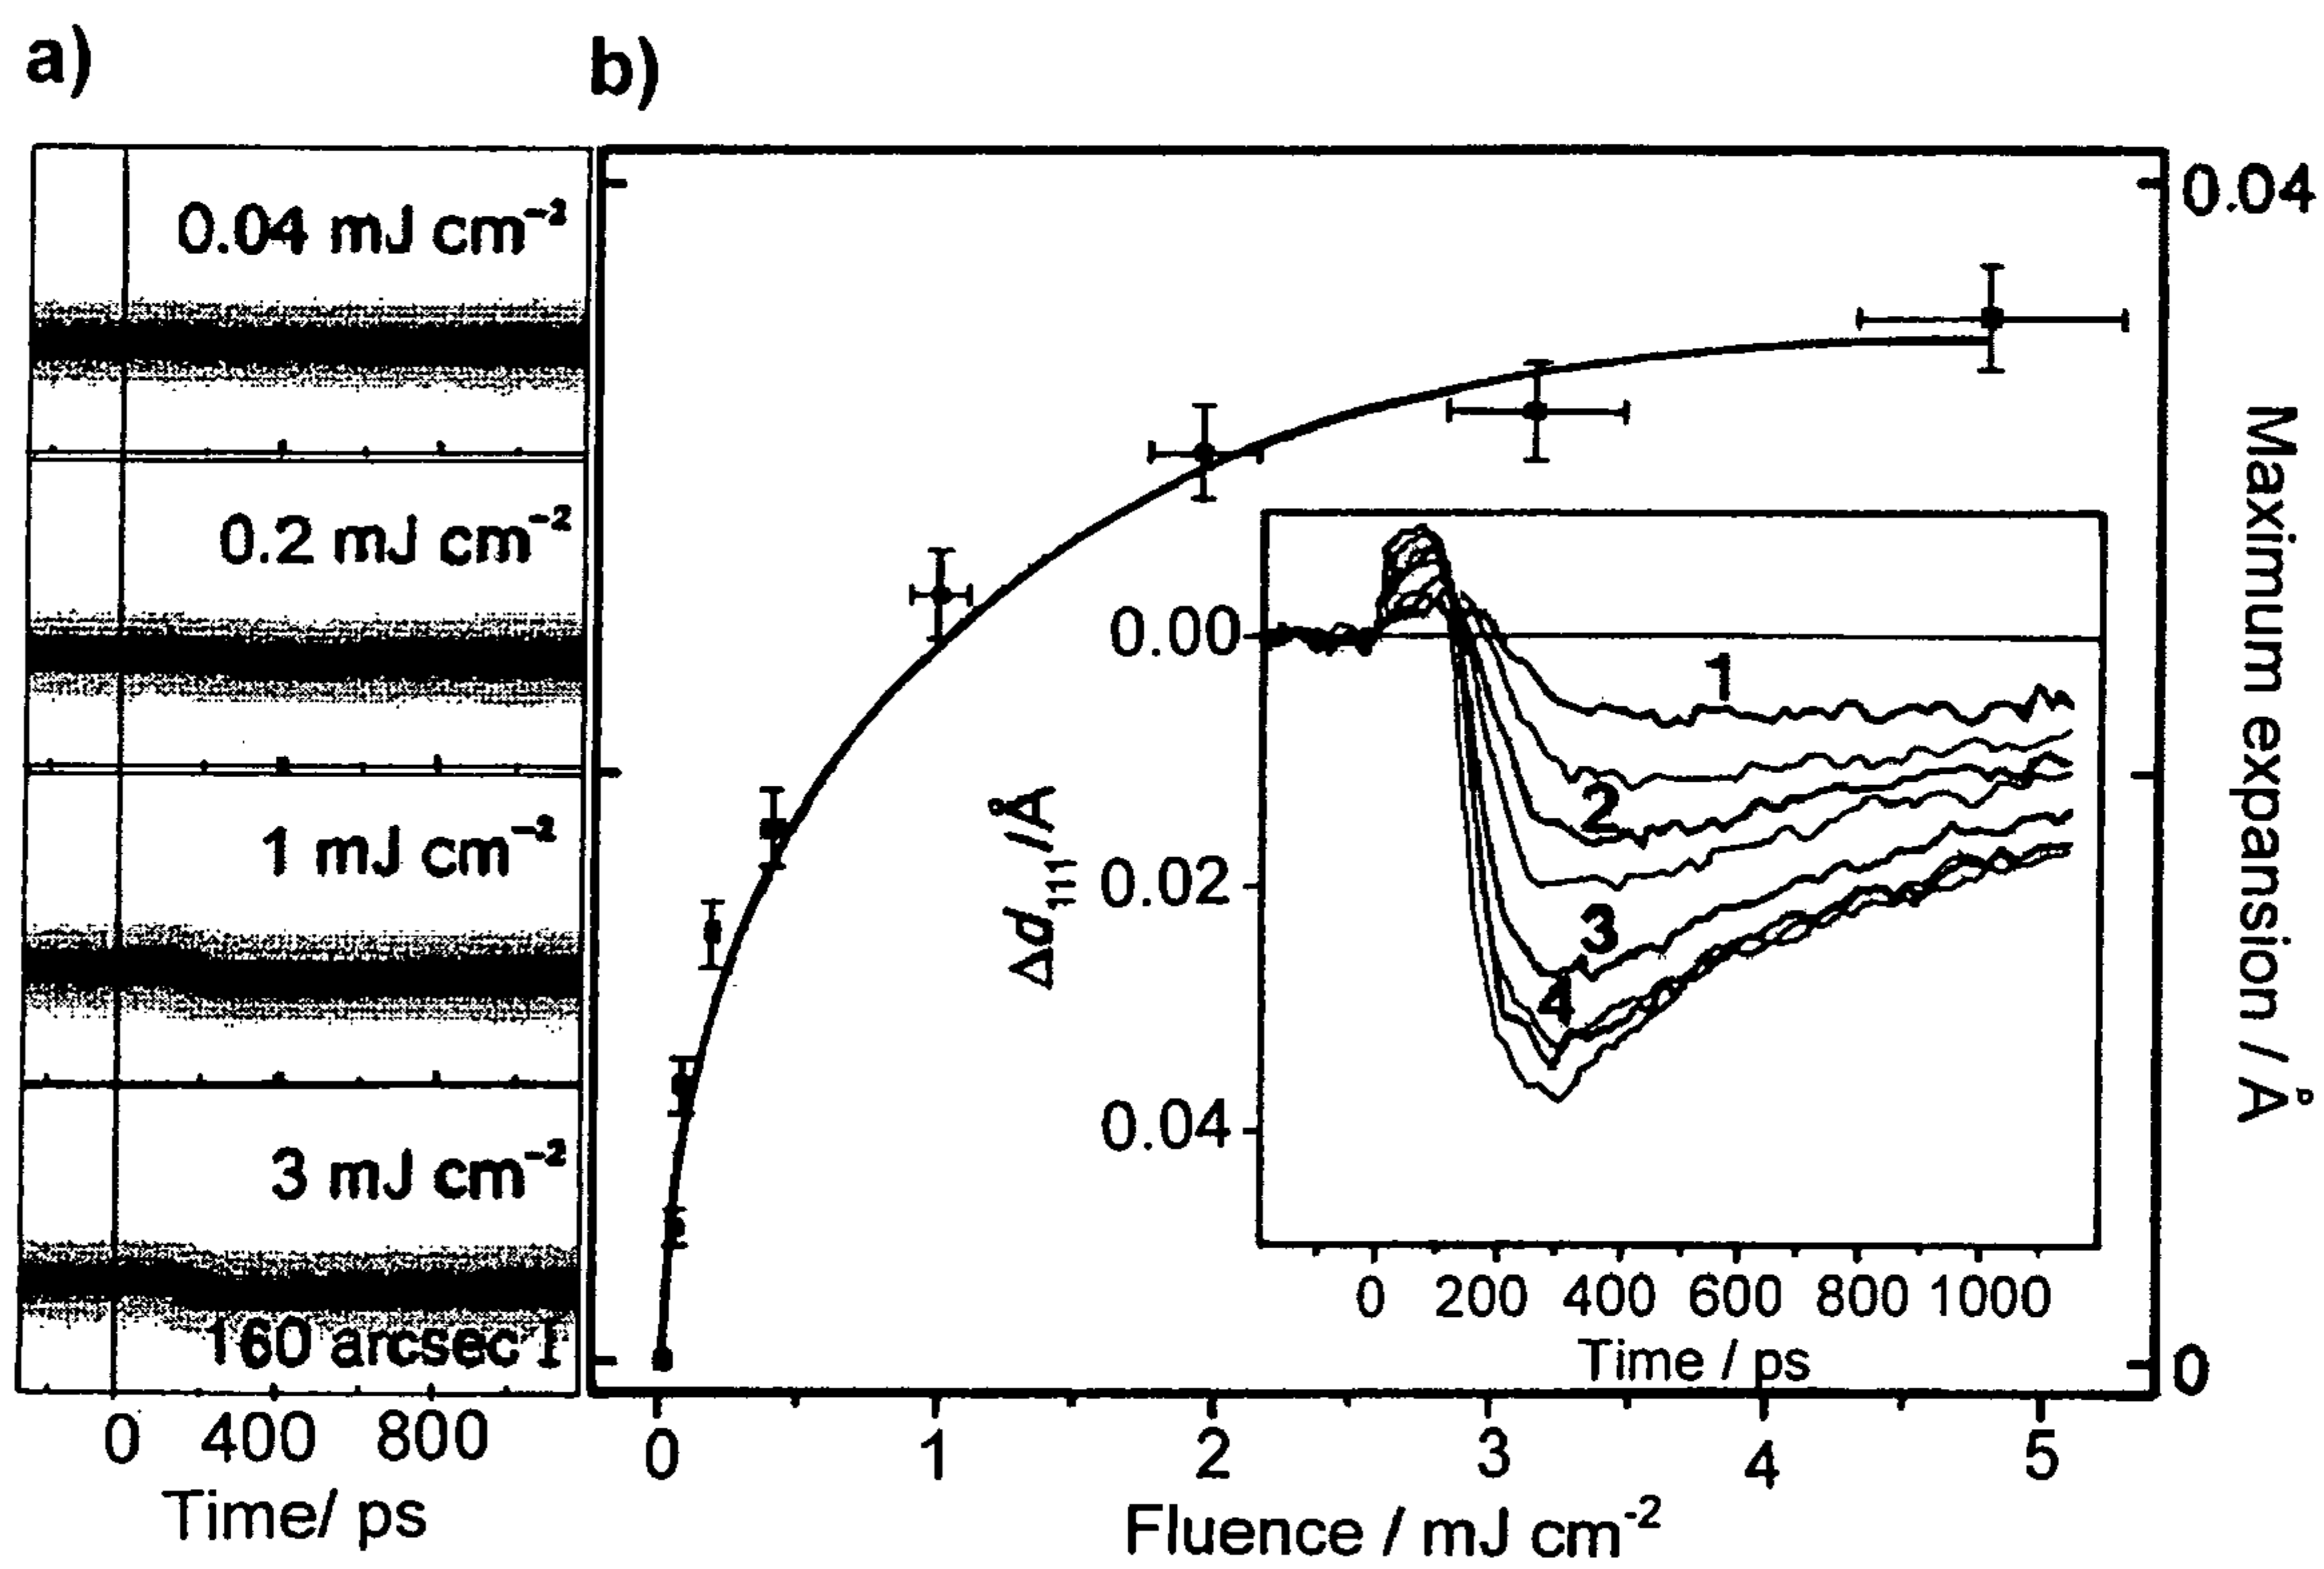 a)
0.04 mJ cm⁻²
0.2 mJ cm⁻²
1 mJ cm⁻²
3 mJ cm⁻²
160 arcsec I
0 400 800
Time/ ps
b)
0.04
0
Maximum expansion / Å
0 1 2 3 4 5
Fluence / mJ cm⁻²
0.00
0.02
0.04
Δd₁₁₁ /Å
1
2
3
4
0 200 400 600 800 1000
Time / ps